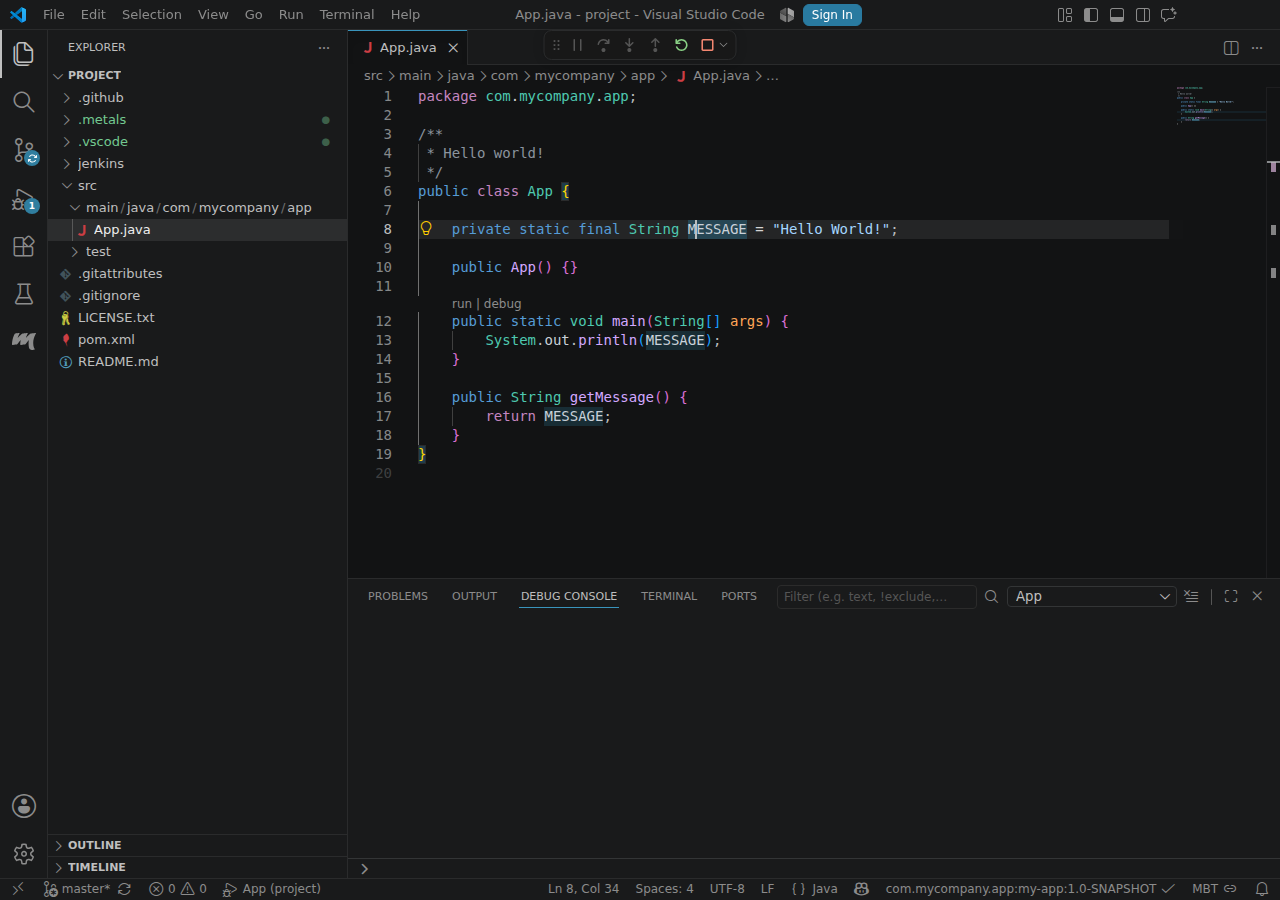 File Edit Selection View Go Run Terminal Help App.java - project - Visual Studio Code Sign In
EXPLORER
App.java
PROJECT
src main java com mycompany app App.java …
.github
.metals
.vscode
jenkins
src
main/java/com/mycompany/app
App.java
test
.gitattributes
.gitignore
LICENSE.txt
pom.xml
README.md
OUTLINE
TIMELINE
1
1 package com.mycompany.app;
2
3 /**
4 * Hello world!
5 */
6 public class App {
7
8 private static final String MESSAGE = "Hello World!";
9
10 public App() {}
11
run | debug
12 public static void main(String[] args) {
13 System.out.println(MESSAGE);
14 }
15
16 public String getMessage() {
17 return MESSAGE;
18 }
19 }
20
PROBLEMS OUTPUT DEBUG CONSOLE TERMINAL PORTS Filter (e.g. text, !exclude,... App
master* 0 0 App (project) Ln 8, Col 34 Spaces: 4 UTF-8 LF { } Java com.mycompany.app:my-app:1.0-SNAPSHOT MBT